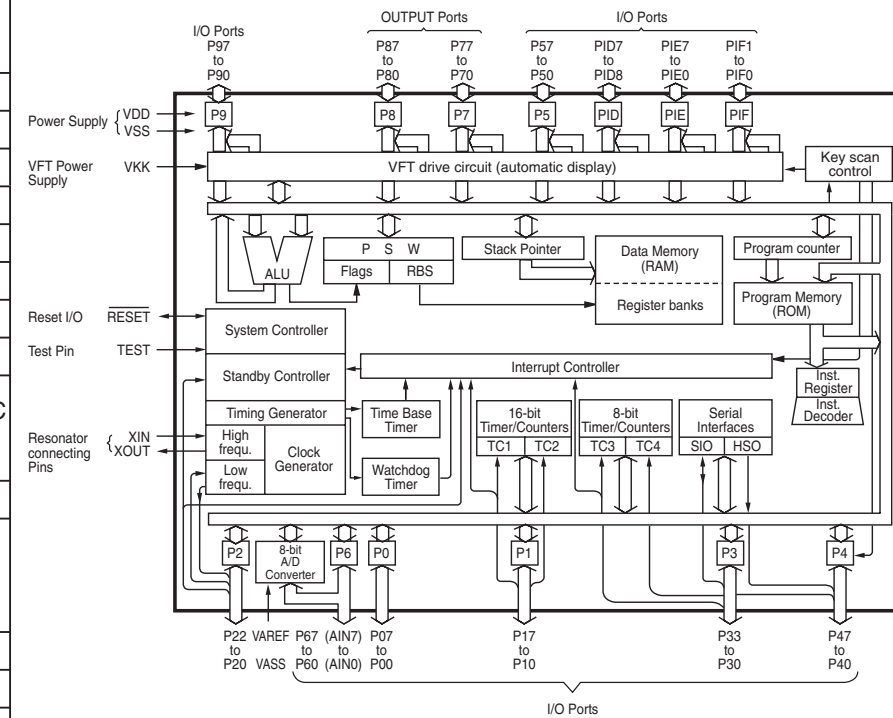 OUTPUT Ports
I/O Ports
I/O Ports
P97 to P90
P87 to P80
P77 to P70
P57 to P50
PID7 to PID8
PIE7 to PIE0
PIF1 to PIF0
Power Supply { VDD
VSS
P9
P8
P7
P5
PID
PIE
PIF
VFT Power Supply
VKK
VFT drive circuit (automatic display)
Key scan control
ALU
P S W
Flags
RBS
Stack Pointer
Data Memory (RAM)
Register banks
Program counter
Program Memory (ROM)
Reset I/O
RESET
System Controller
Test Pin
TEST
Standby Controller
Interrupt Controller
Inst. Register
Inst. Decoder
C
Timing Generator
Time Base Timer
16-bit Timer/Counters
TC1
TC2
8-bit Timer/Counters
TC3
TC4
Serial Interfaces
SIO
HSO
Resonator connecting Pins
XIN
XOUT
High frequ.
Low frequ.
Clock Generator
Watchdog Timer
P2
8-bit A/D Converter
P6
P0
P1
P3
P4
P22 to P20
VAREF
VASS
P67 to P60
(AIN7) to (AIN0)
P07 to P00
P17 to P10
P33 to P30
P47 to P40
I/O Ports